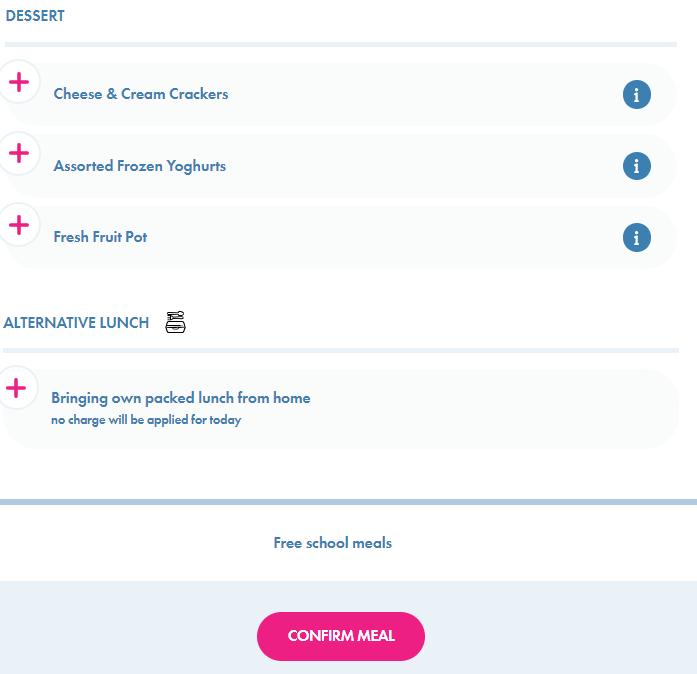 DESSERT
Cheese & Cream Crackers
Assorted Frozen Yoghurts
Fresh Fruit Pot
ALTERNATIVE LUNCH
Bringing own packed lunch from home
no charge will be applied for today
Free school meals
CONFIRM MEAL